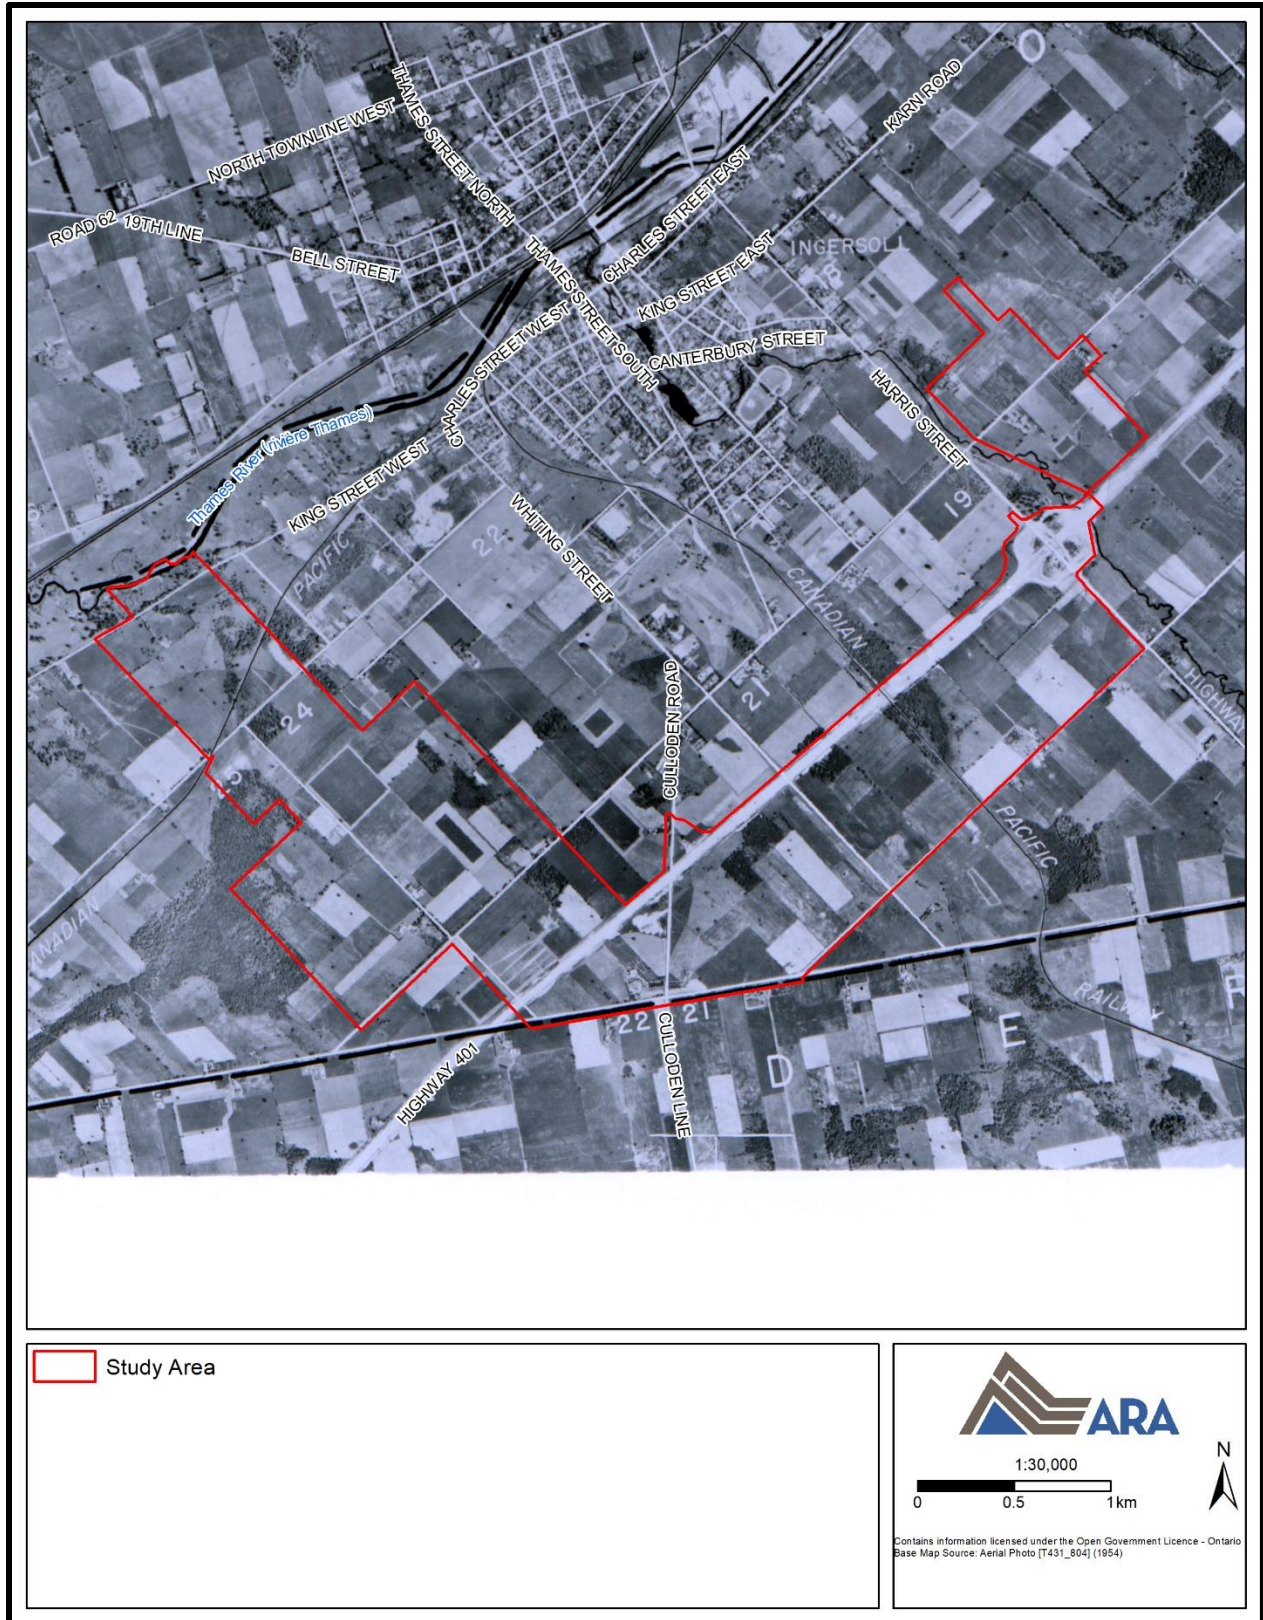 THAMES STREET NORTH
NORTH TOWNLINE WEST
KARN ROAD
O
ROAD 62
19TH LINE
BELL STREET
THAMES STREET SOUTH
CHARLES STREET EAST
KING STREET EAST
INGERSOLL
18
CANTERBURY STREET
CHARLES STREET WEST
HARRIS STREET
Thames River (rivière Thames)
KING STREET WEST
22
WHITING STREET
19
PACIFIC
CANADIAN
CULLODEN ROAD
21
HIGHWAY
24
PACIFIC
CANADIAN
RAILWAY
22
21
CULLODEN LINE
D
E
HIGHWAY 401
Study Area
ARA
1:30,000
N
0 0.5 1km
Contains information licensed under the Open Government Licence - Ontario
Base Map Source: Aerial Photo [T431_804] (1954)